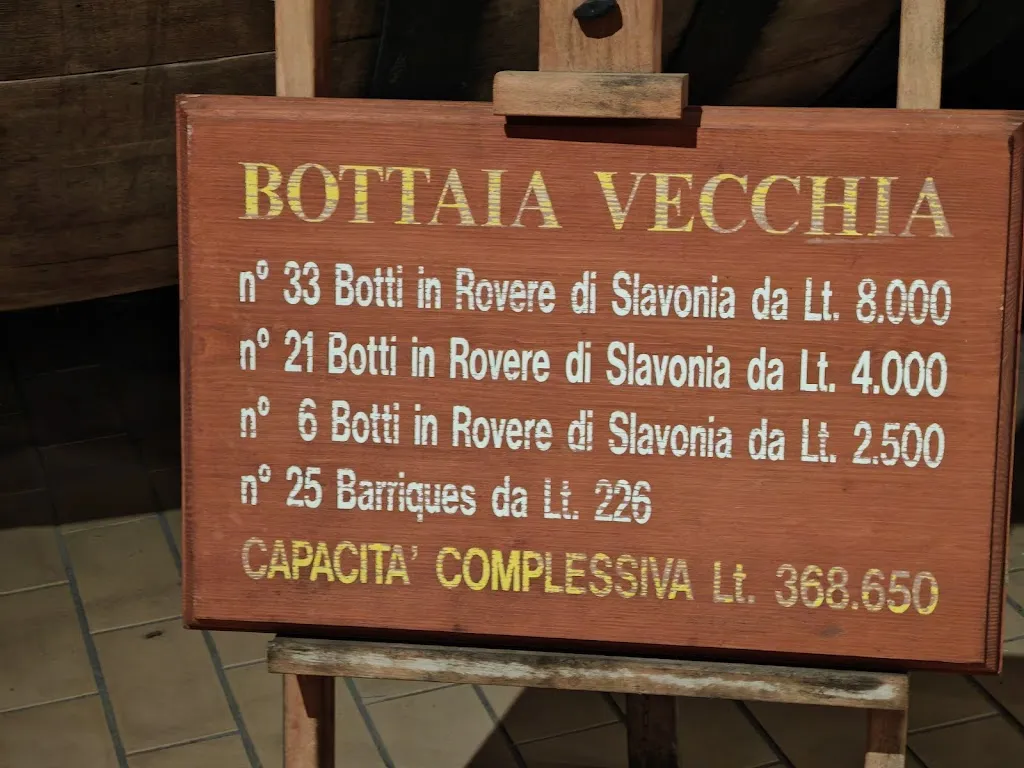 BOTTAIA VECCHIA
n° 33 Botti in Rovere di Slavonia da Lt. 8.000
n° 21 Botti in Rovere di Slavonia da Lt. 4.000
n° 6 Botti in Rovere di Slavonia da Lt. 2.500
n° 25 Barriques da Lt. 226
CAPACITA' COMPLESSIVA Lt. 368.650